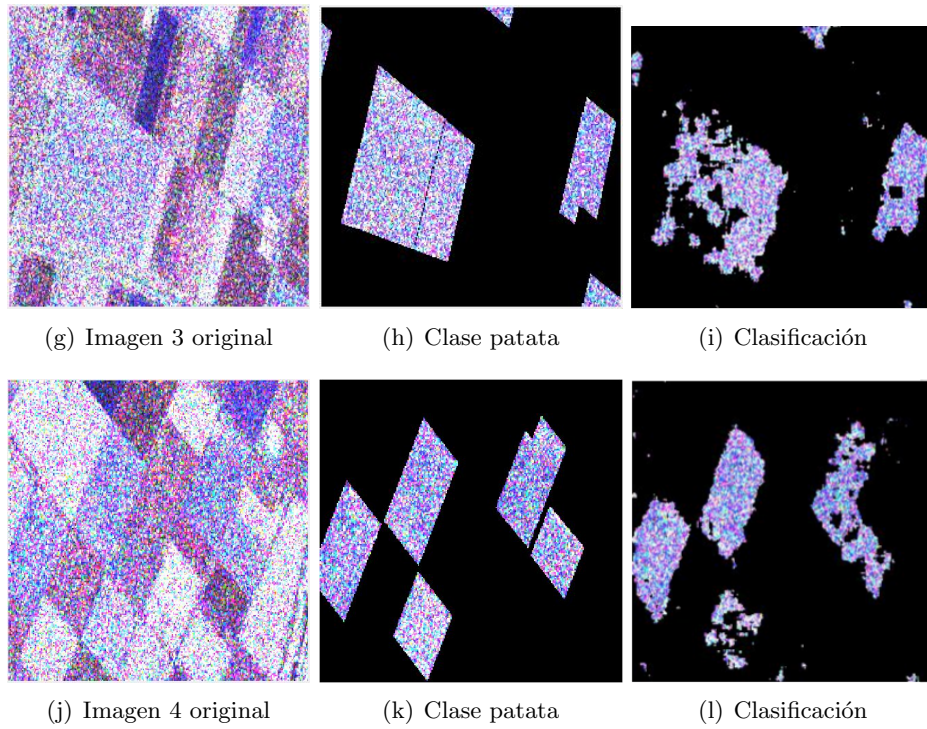 (g) Imagen 3 original (h) Clase patata (i) Clasificación
(j) Imagen 4 original (k) Clase patata (l) Clasificación